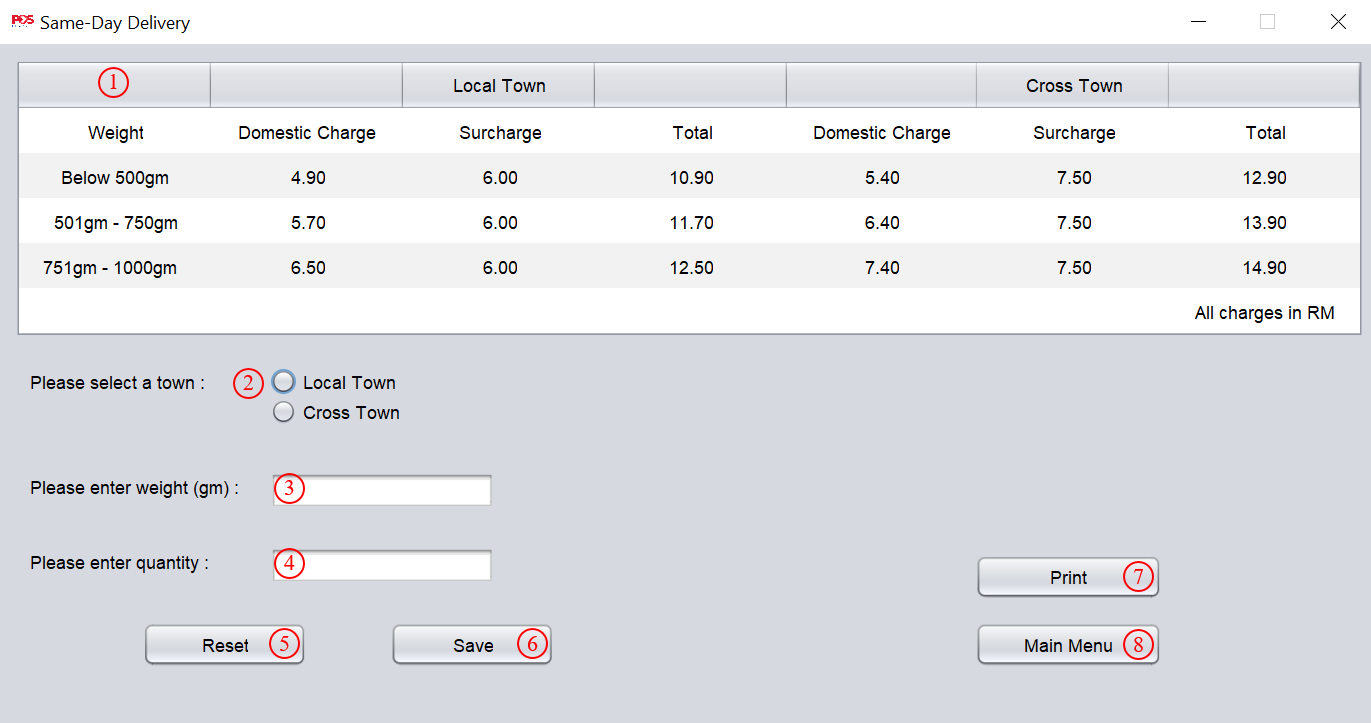 POS Same-Day Delivery
1 Local Town Cross Town
Weight Domestic Charge Surcharge Total Domestic Charge Surcharge Total
Below 500gm 4.90 6.00 10.90 5.40 7.50 12.90
501gm - 750gm 5.70 6.00 11.70 6.40 7.50 13.90
751gm - 1000gm 6.50 6.00 12.50 7.40 7.50 14.90
All charges in RM
Please select a town : 2 Local Town
Cross Town
Please enter weight (gm) : 3
Please enter quantity : 4
Print 7
Reset 5 Save 6 Main Menu 8